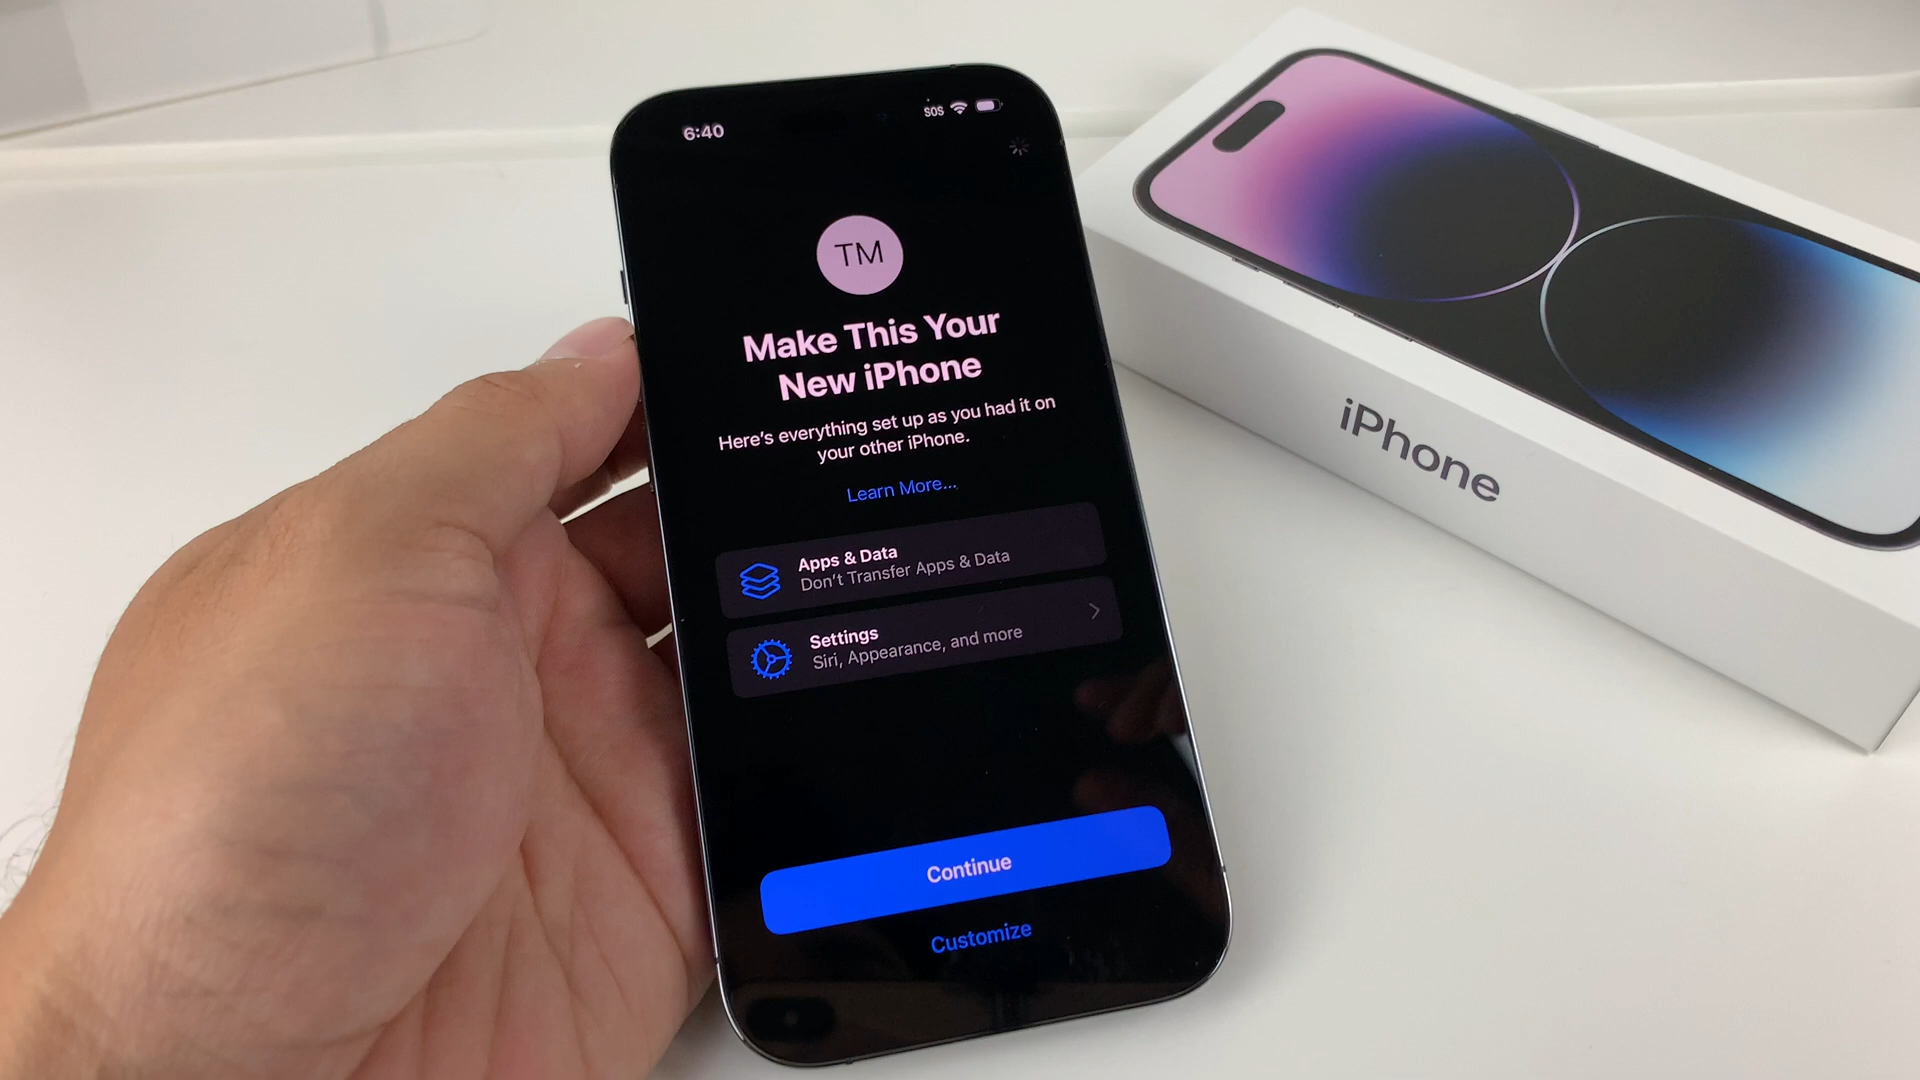 6:40
SOS
TM
Make This Your
New iPhone
Here's everything set up as you had it on
your other iPhone.
Learn More...
Apps & Data
Don't Transfer Apps & Data
Settings
Siri, Appearance, and more
Continue
Customize
iPhone